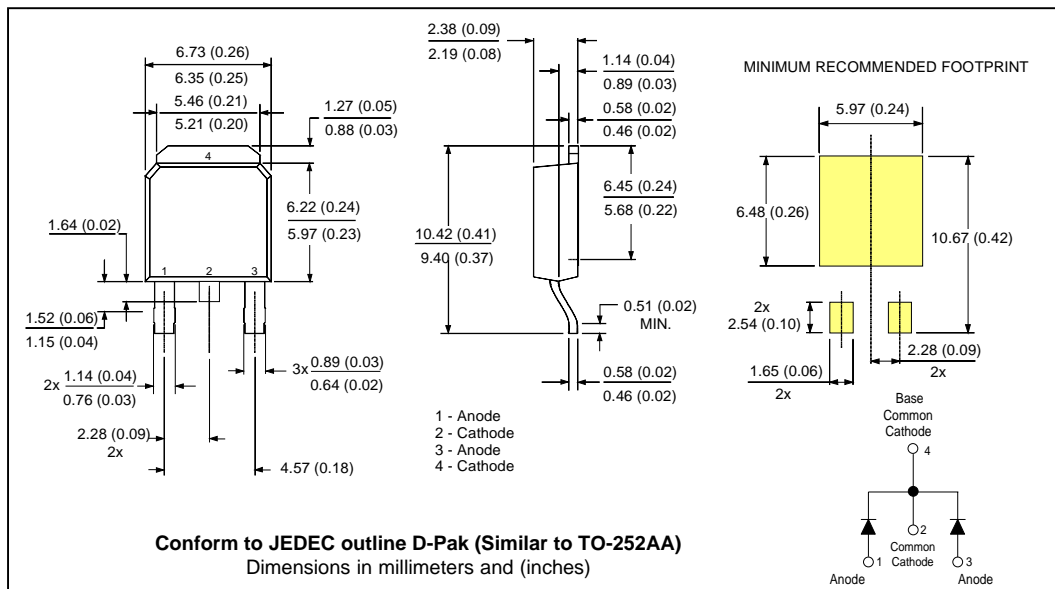 6.73 (0.26)
6.35 (0.25)
5.46 (0.21)
5.21 (0.20)
1.27 (0.05)
0.88 (0.03)
4
6.22 (0.24)
5.97 (0.23)
1.64 (0.02)
1
2
3
1.52 (0.06)
1.15 (0.04)
2x 1.14 (0.04)
0.76 (0.03)
3x 0.89 (0.03)
0.64 (0.02)
2.28 (0.09)
2x
4.57 (0.18)
2.38 (0.09)
2.19 (0.08)
1.14 (0.04)
0.89 (0.03)
0.58 (0.02)
0.46 (0.02)
6.45 (0.24)
5.68 (0.22)
10.42 (0.41)
9.40 (0.37)
0.51 (0.02)
MIN.
0.58 (0.02)
0.46 (0.02)
1 - Anode
2 - Cathode
3 - Anode
4 - Cathode
MINIMUM RECOMMENDED FOOTPRINT
5.97 (0.24)
6.48 (0.26)
10.67 (0.42)
2x
2.54 (0.10)
2.28 (0.09)
2x
1.65 (0.06)
2x
Base
Common
Cathode
4
2
Common
Cathode
1
3
Anode
Anode
Conform to JEDEC outline D-Pak (Similar to TO-252AA)
Dimensions in millimeters and (inches)